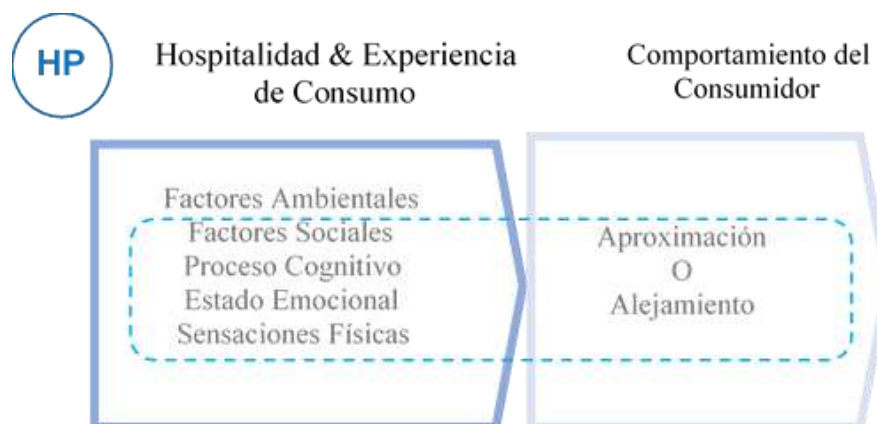 HP
Hospitalidad & Experiencia
de Consumo
Comportamiento del
Consumidor
Factores Ambientales
Factores Sociales
Proceso Cognitivo
Estado Emocional
Sensaciones Físicas
Aproximación
O
Alejamiento